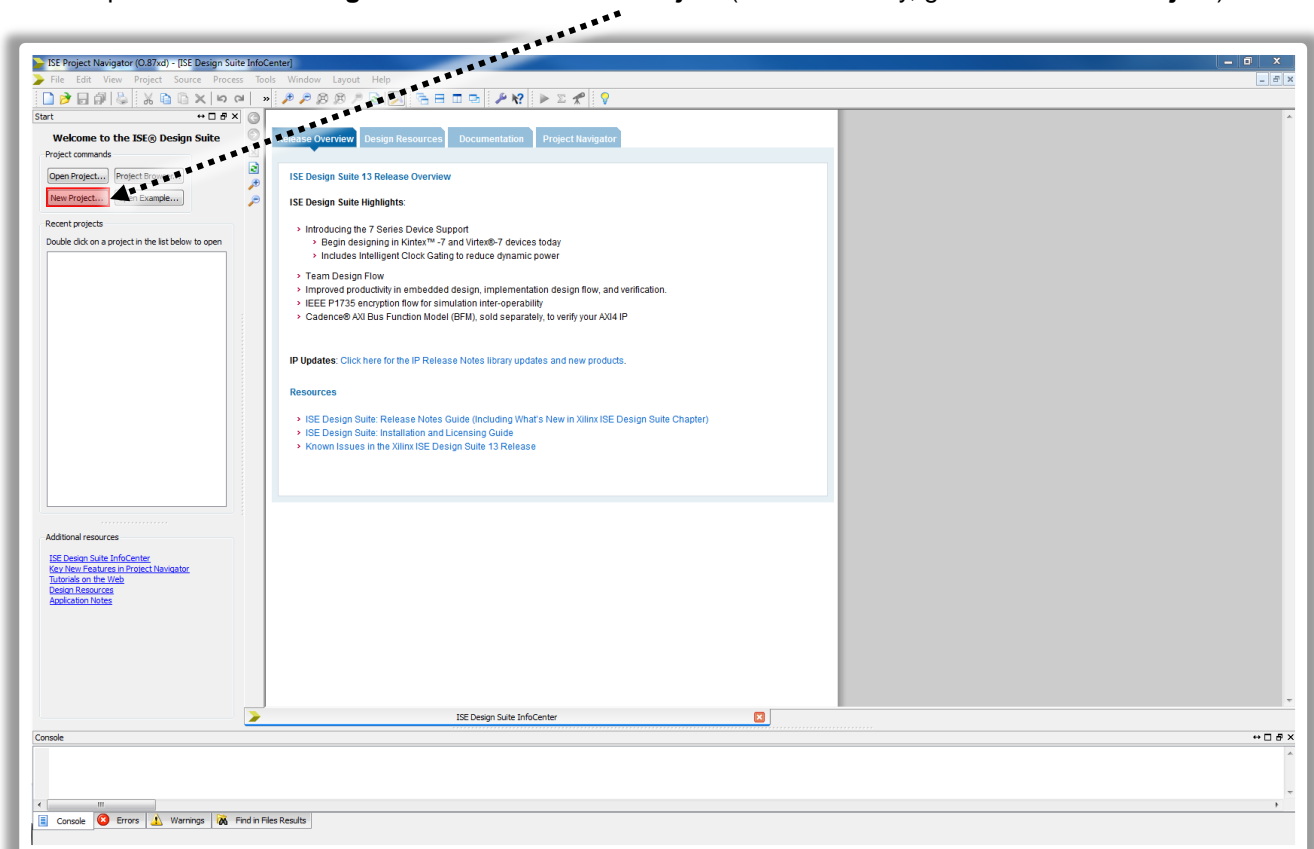 ISE Project Navigator (O.87xd) - [ISE Design Suite InfoCenter]
File Edit View Project Source Process Tools Window Layout Help
Start
Welcome to the ISE® Design Suite
Project commands
Open Project... Project
New Project... Example...
Recent projects
Double click on a project in the list below to open
Additional resources
ISE Design Suite InfoCenter
Key New Features in Project Navigator
Tutorials on the Web
Design Resources
Application Notes
Release Overview Design Resources Documentation Project Navigator
ISE Design Suite 13 Release Overview
ISE Design Suite Highlights:
Introducing the 7 Series Device Support
Begin designing in Kintex™ -7 and Virtex®-7 devices today
Includes Intelligent Clock Gating to reduce dynamic power
Team Design Flow
Improved productivity in embedded design, implementation design flow, and verification.
IEEE P1735 encryption flow for simulation inter-operability
Cadence® AXI Bus Function Model (BFM), sold separately, to verify your AXI4 IP
IP Updates: Click here for the IP Release Notes library updates and new products.
Resources
ISE Design Suite: Release Notes Guide (Including What's New in Xilinx ISE Design Suite Chapter)
ISE Design Suite: Installation and Licensing Guide
Known Issues in the Xilinx ISE Design Suite 13 Release
ISE Design Suite InfoCenter
Console
Console Errors Warnings Find in Files Results